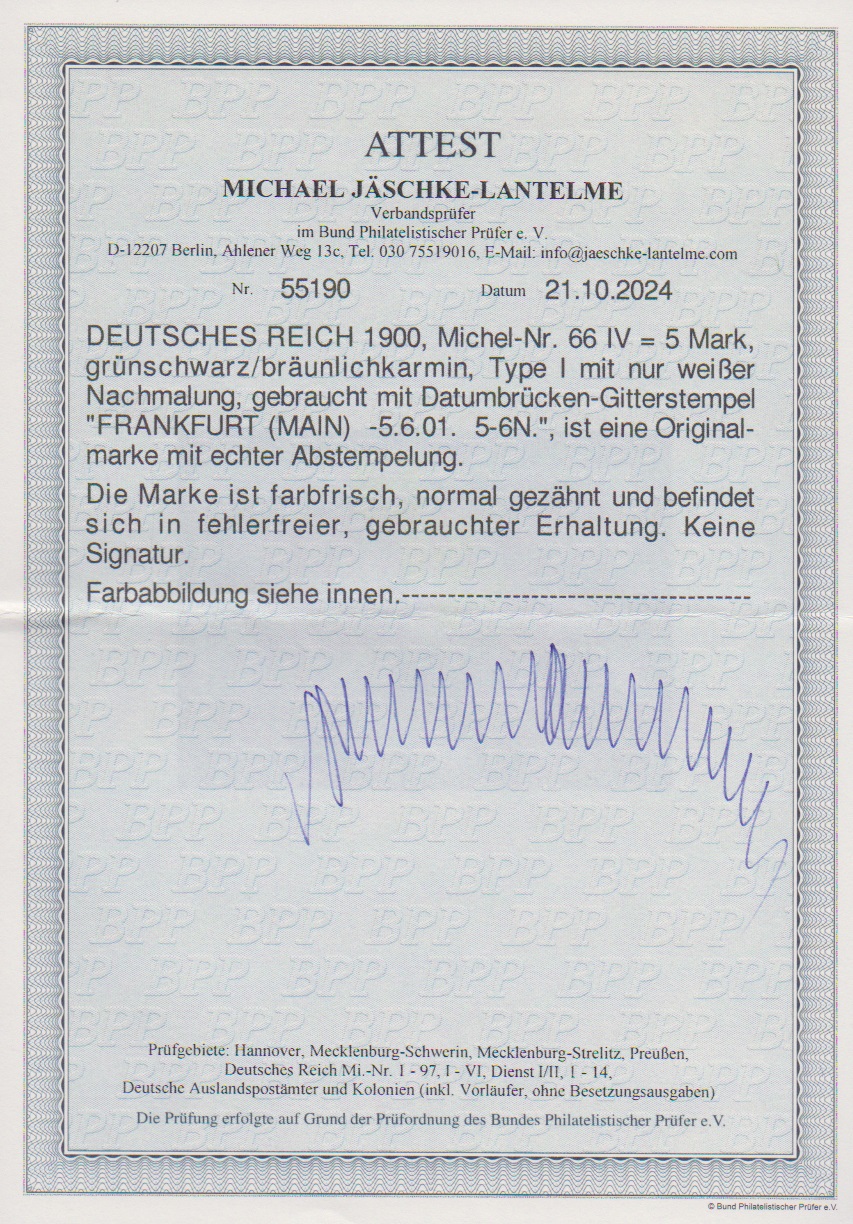 ATTEST
MICHAEL JÄSCHKE-LANTELME
Verbandsprüfer
im Bund Philatelistischer Prüfer e. V.
D-12207 Berlin, Ahlener Weg 13c, Tel. 030 75519016, E-Mail: info@jaeschke-lantelme.com
Nr. 55190 Datum 21.10.2024
DEUTSCHES REICH 1900, Michel-Nr. 66 IV = 5 Mark,
grünschwarz/bräunlichkarmin, Type I mit nur weißer
Nachmalung, gebraucht mit Datumbrücken-Gitterstempel
"FRANKFURT (MAIN) -5.6.01. 5-6N.", ist eine Original-
marke mit echter Abstempelung.
Die Marke ist farbfrisch, normal gezähnt und befindet
sich in fehlerfreier, gebrauchter Erhaltung. Keine
Signatur.
Farbabbildung siehe innen.---------------------------------------
Prüfgebiete: Hannover, Mecklenburg-Schwerin, Mecklenburg-Strelitz, Preußen,
Deutsches Reich Mi.-Nr. 1 - 97, I - VI, Dienst I/II, 1 - 14,
Deutsche Auslandspostämter und Kolonien (inkl. Vorläufer, ohne Besetzungsausgaben)
Die Prüfung erfolgte auf Grund der Prüfordnung des Bundes Philatelistischer Prüfer e.V.
© Bund Philatelistischer Prüfer e.V.